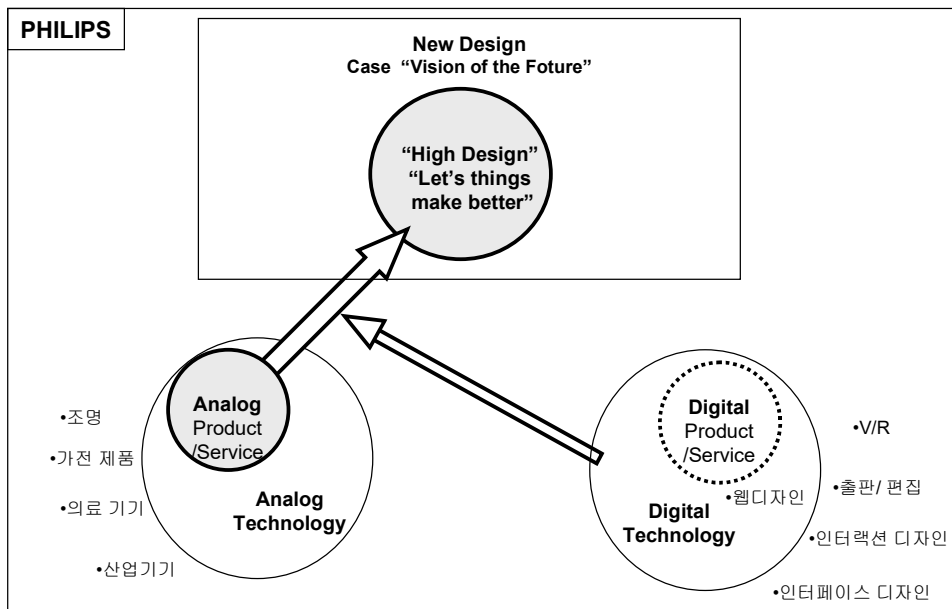 PHILIPS
New Design
Case “Vision of the Foture”
“High Design”
“Let’s things
make better”
Analog
Product
/Service
Analog
Technology
•조명
•가전 제품
•의료 기기
•산업기기
Digital
Product
/Service
Digital
Technology
•V/R
•웹디자인
•출판/ 편집
•인터랙션 디자인
•인터페이스 디자인